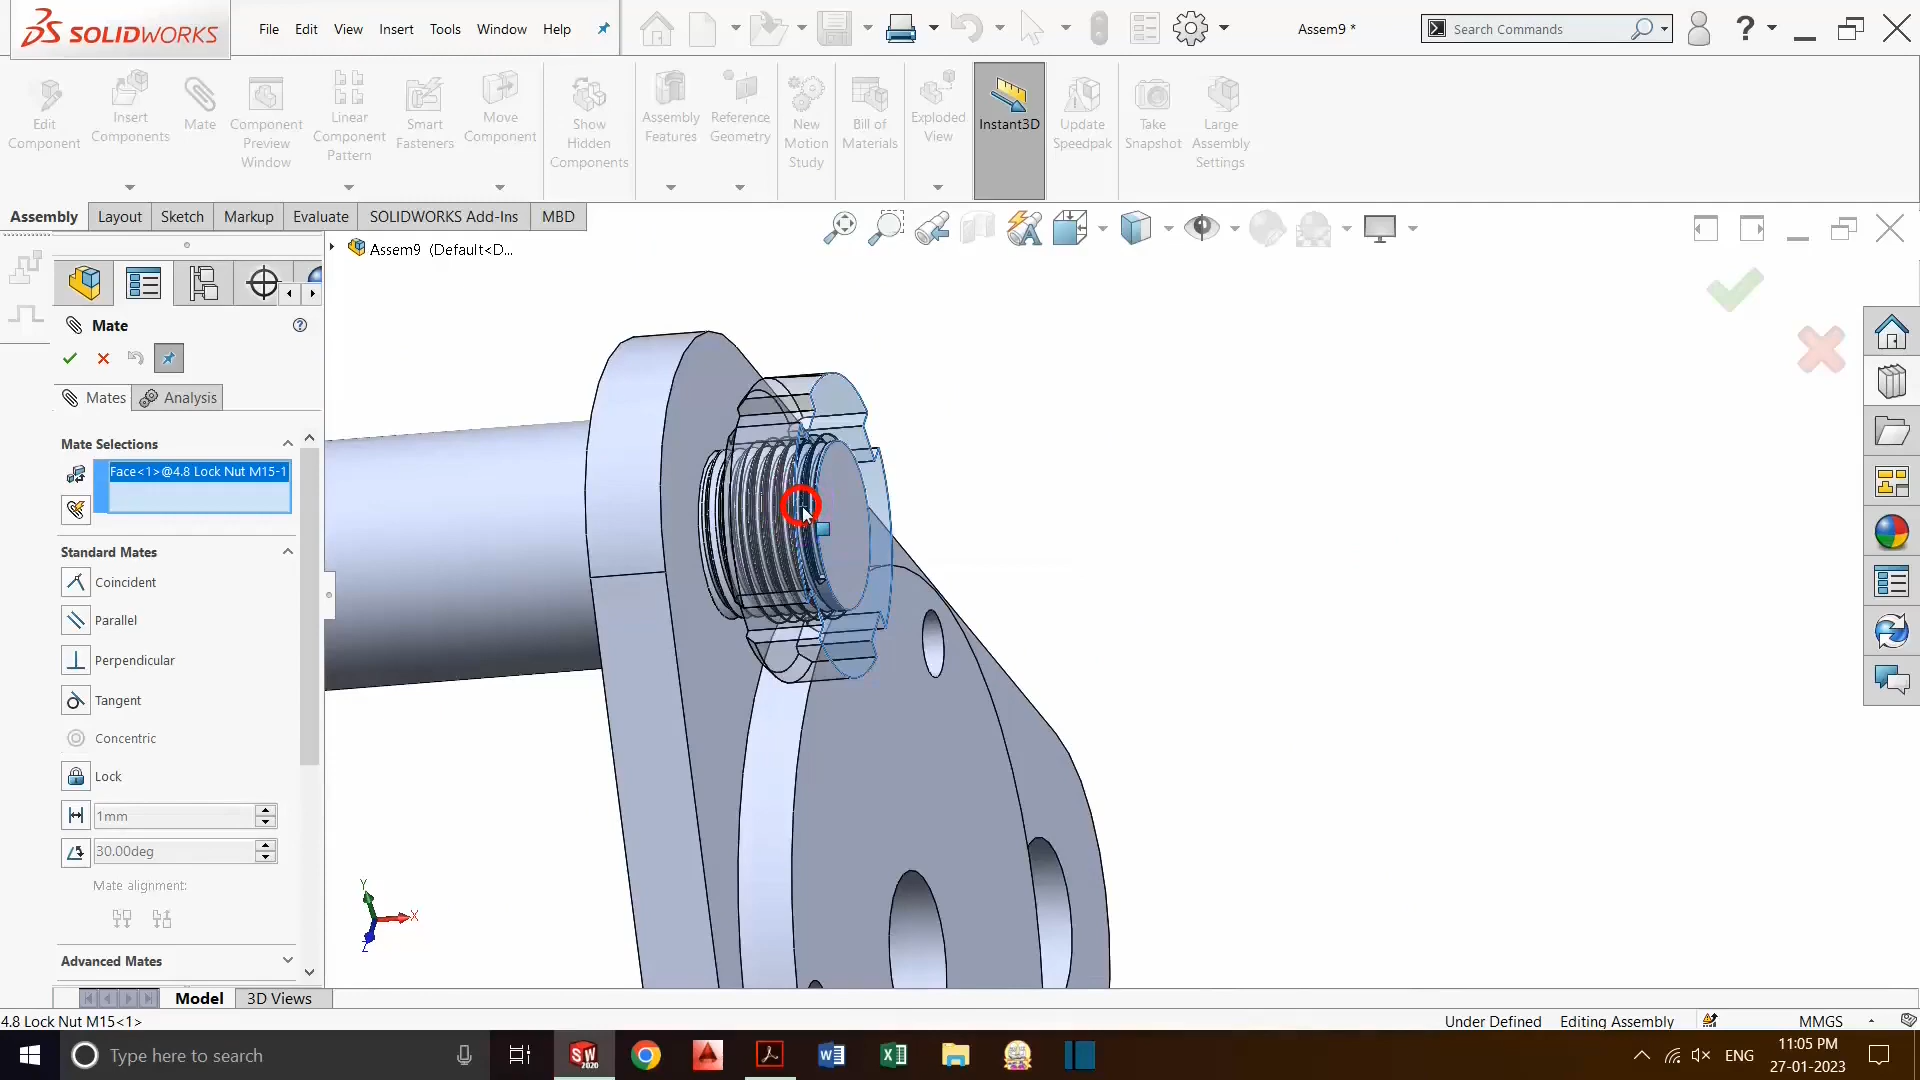 SOLIDWORKS
File Edit View Insert Tools Window Help
Assem9 *
Search Commands
?
Edit Component
Insert Components
Mate
Component Preview Window
Linear Component Pattern
Smart Fasteners
Move Component
Show Hidden Components
Assembly Features
Reference Geometry
New Motion Study
Bill of Materials
Exploded View
Instant3D
Update Speedpak
Take Snapshot
Large Assembly Settings
Assembly Layout Sketch Markup Evaluate SOLIDWORKS Add-Ins MBD
Assem9 (Default<D...
Mate
Mates Analysis
Mate Selections
Face<1>@4.8 Lock Nut M15-1
Standard Mates
Coincident
Parallel
Perpendicular
Tangent
Concentric
Lock
1mm
30.00deg
Mate alignment:
Advanced Mates
Y
X
Z
Model 3D Views
4.8 Lock Nut M15<1>
Under Defined Editing Assembly MMGS
Type here to search
SW
2020
ENG
11:05 PM
27-01-2023